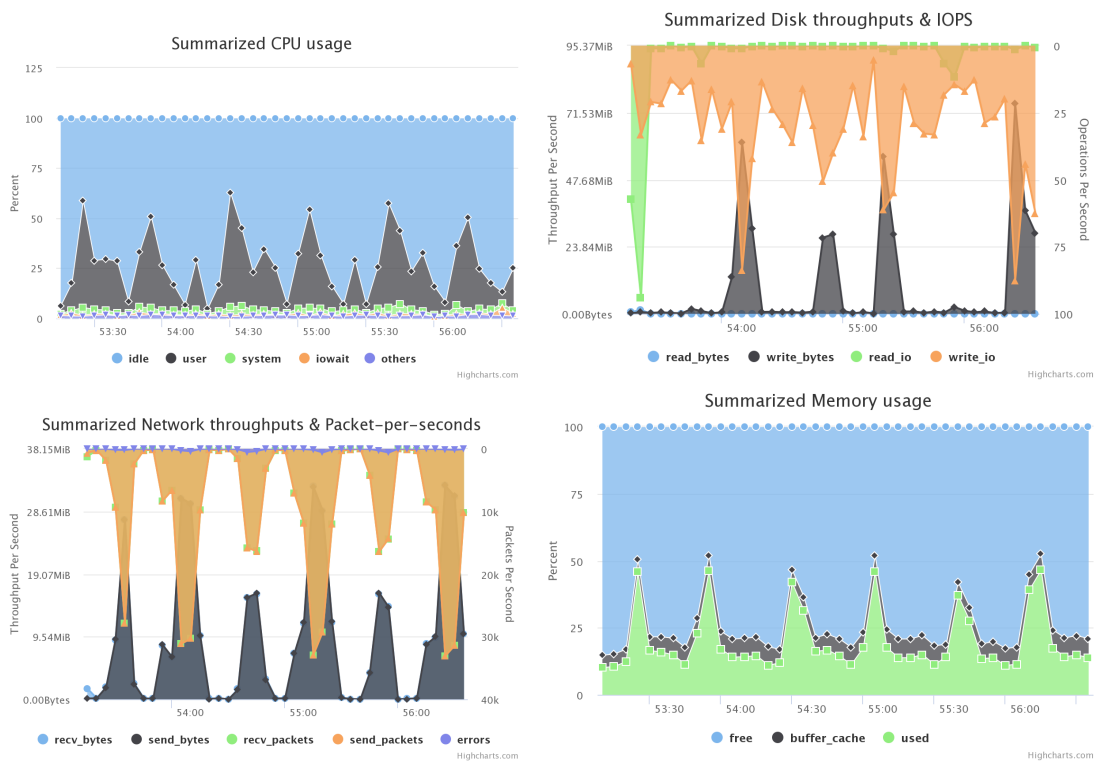 Summarized CPU usage
125
100
75
50
25
0
Percent
53:30
54:00
54:30
55:00
55:30
56:00
idle
user
system
iowait
others
Highcharts.com
Summarized Disk throughputs & IOPS
95.37MiB
71.53MiB
47.68MiB
23.84MiB
0.00Bytes
Throughput Per Second
0
25
50
75
100
Operations Per Second
54:00
55:00
56:00
read_bytes
write_bytes
read_io
write_io
Highcharts.com
Summarized Network throughputs & Packet-per-seconds
38.15MiB
28.61MiB
19.07MiB
9.54MiB
0.00Bytes
Throughput Per Second
0
10k
20k
30k
40k
Packets Per Second
54:00
55:00
56:00
recv_bytes
send_bytes
recv_packets
send_packets
errors
Highcharts.com
Summarized Memory usage
100
75
50
25
0
Percent
53:30
54:00
54:30
55:00
55:30
56:00
free
buffer_cache
used
Highcharts.com